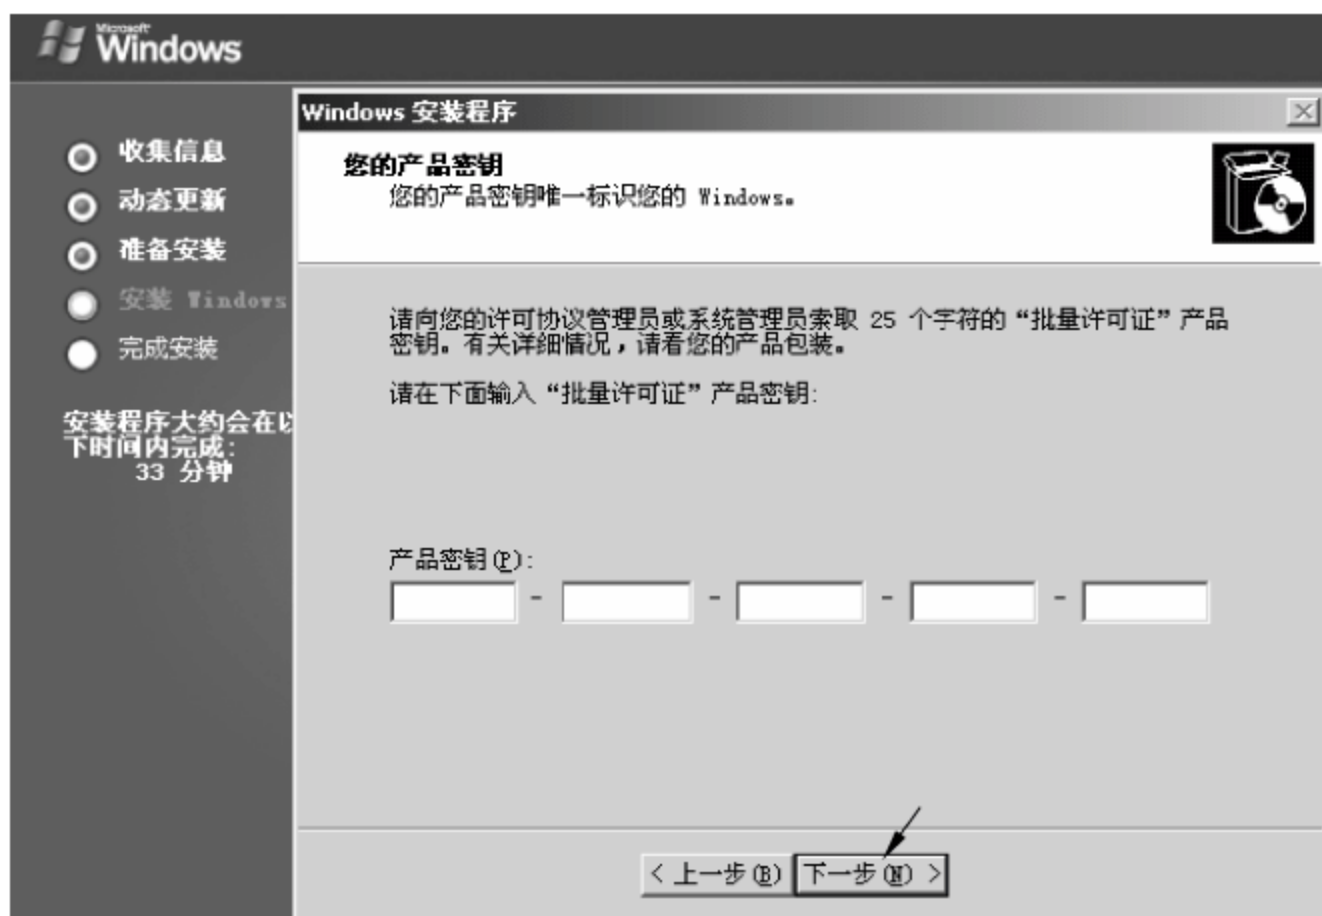 Microsoft
Windows
收集信息
动态更新
准备安装
安装 Windows
完成安装
安装程序大约会在以
下时间内完成:
33 分钟
Windows 安装程序
您的产品密钥
您的产品密钥唯一标识您的 Windows。
请向您的许可协议管理员或系统管理员索取 25 个字符的“批量许可证”产品
密钥。有关详细情况，请看您的产品包装。
请在下面输入“批量许可证”产品密钥:
产品密钥(P):
- - - -
< 上一步(B) 下一步(N) >